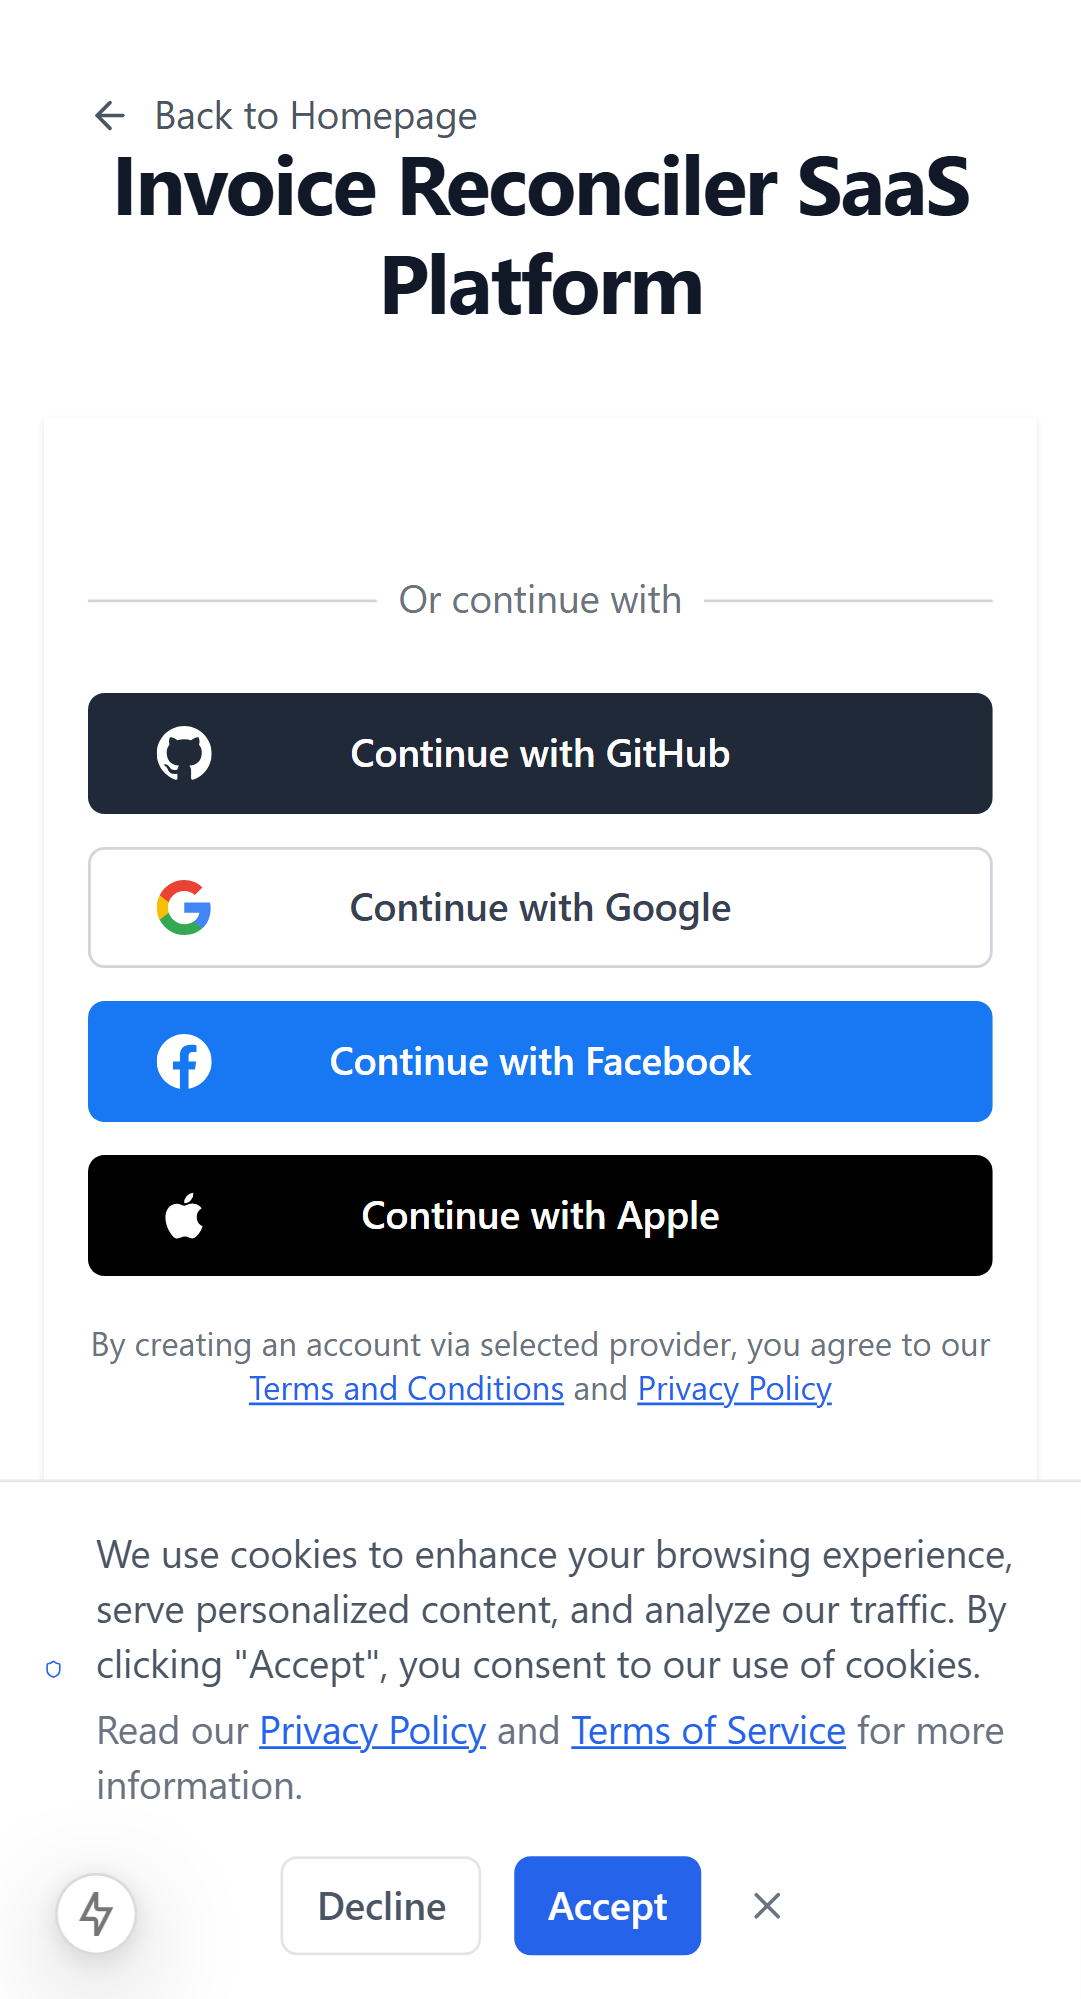 Back to Homepage
Invoice Reconciler SaaS
Platform
Or continue with
Continue with GitHub
Continue with Google
Continue with Facebook
Continue with Apple
By creating an account via selected provider, you agree to our
Terms and Conditions and Privacy Policy
We use cookies to enhance your browsing experience,
serve personalized content, and analyze our traffic. By
clicking "Accept", you consent to our use of cookies.
Read our Privacy Policy and Terms of Service for more
information.
Decline
Accept